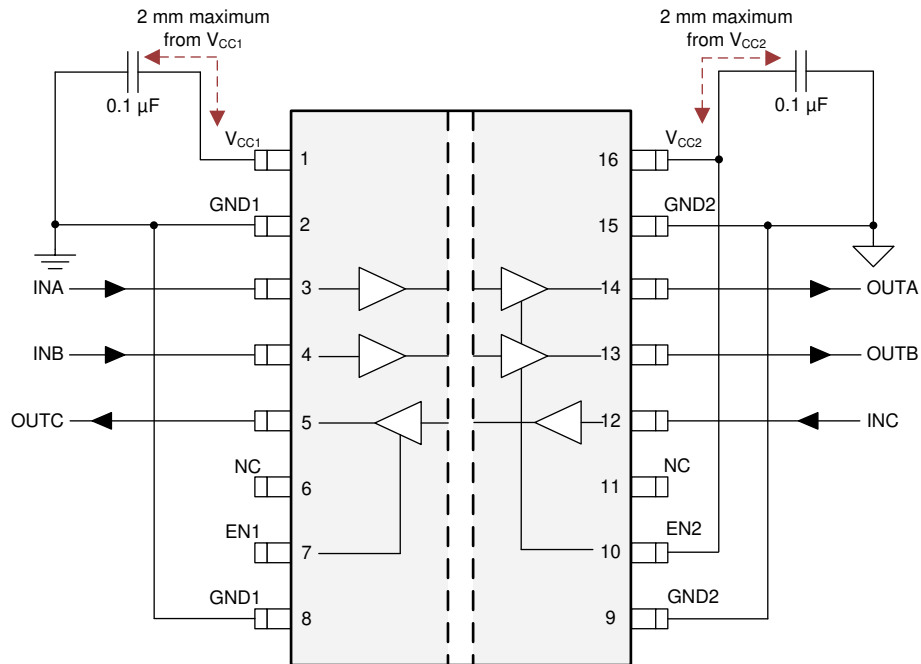 2 mm maximum
from VCC1
2 mm maximum
from VCC2
0.1 µF
0.1 µF
VCC1
1
16
VCC2
GND1
2
15
GND2
INA
3
14
OUTA
INB
4
13
OUTB
OUTC
5
12
INC
NC
6
11
NC
EN1
7
10
EN2
GND1
8
9
GND2